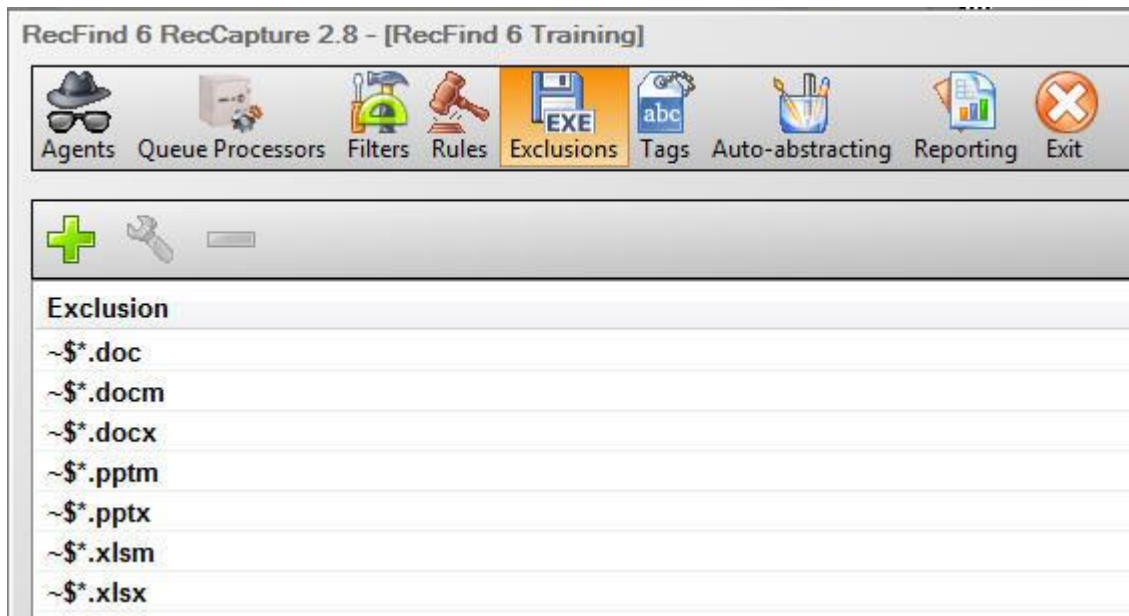 RecFind 6 RecCapture 2.8 - [RecFind 6 Training]
EXE
abc
Agents Queue Processors Filters Rules Exclusions Tags Auto-abstracting Reporting Exit
Exclusion
~$*.doc
~$*.docm
~$*.docx
~$*.pptm
~$*.pptx
~$*.xlsm
~$*.xlsx